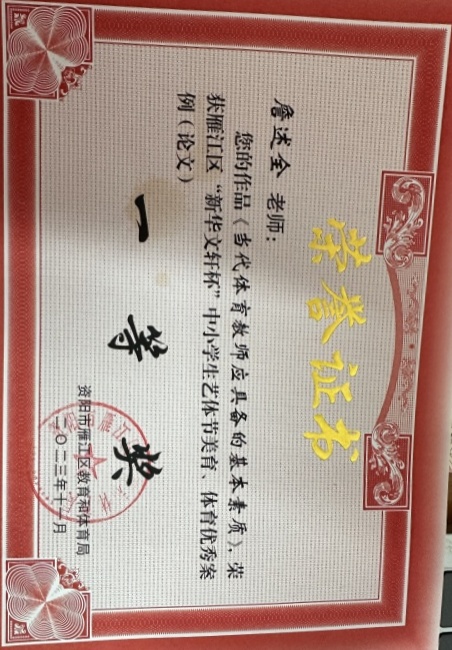 荣誉证书
詹述全 老师：
您的作品《当代体育教师应具备的基本素质》，荣
获雁江区“新华文轩杯”中小学生艺体节美育、体育优秀案
例（论文）
一等奖
资阳市雁江区教育和体育局
二〇二三年十一月